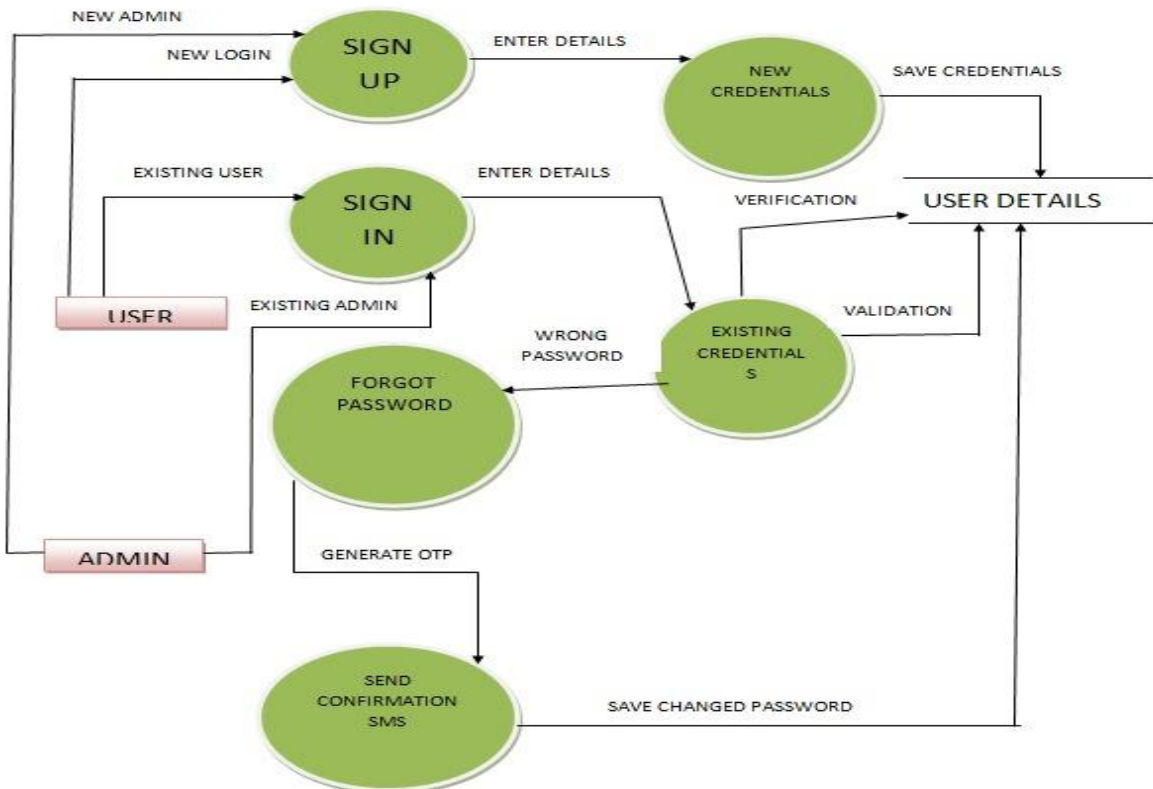 NEW ADMIN
NEW LOGIN
SIGN
UP
ENTER DETAILS
NEW
CREDENTIALS
SAVE CREDENTIALS
EXISTING USER
SIGN
IN
ENTER DETAILS
VERIFICATION
USER DETAILS
USER
EXISTING ADMIN
WRONG
PASSWORD
EXISTING
CREDENTIAL
S
VALIDATION
FORGOT
PASSWORD
ADMIN
GENERATE OTP
SEND
CONFIRMATION
SMS
SAVE CHANGED PASSWORD